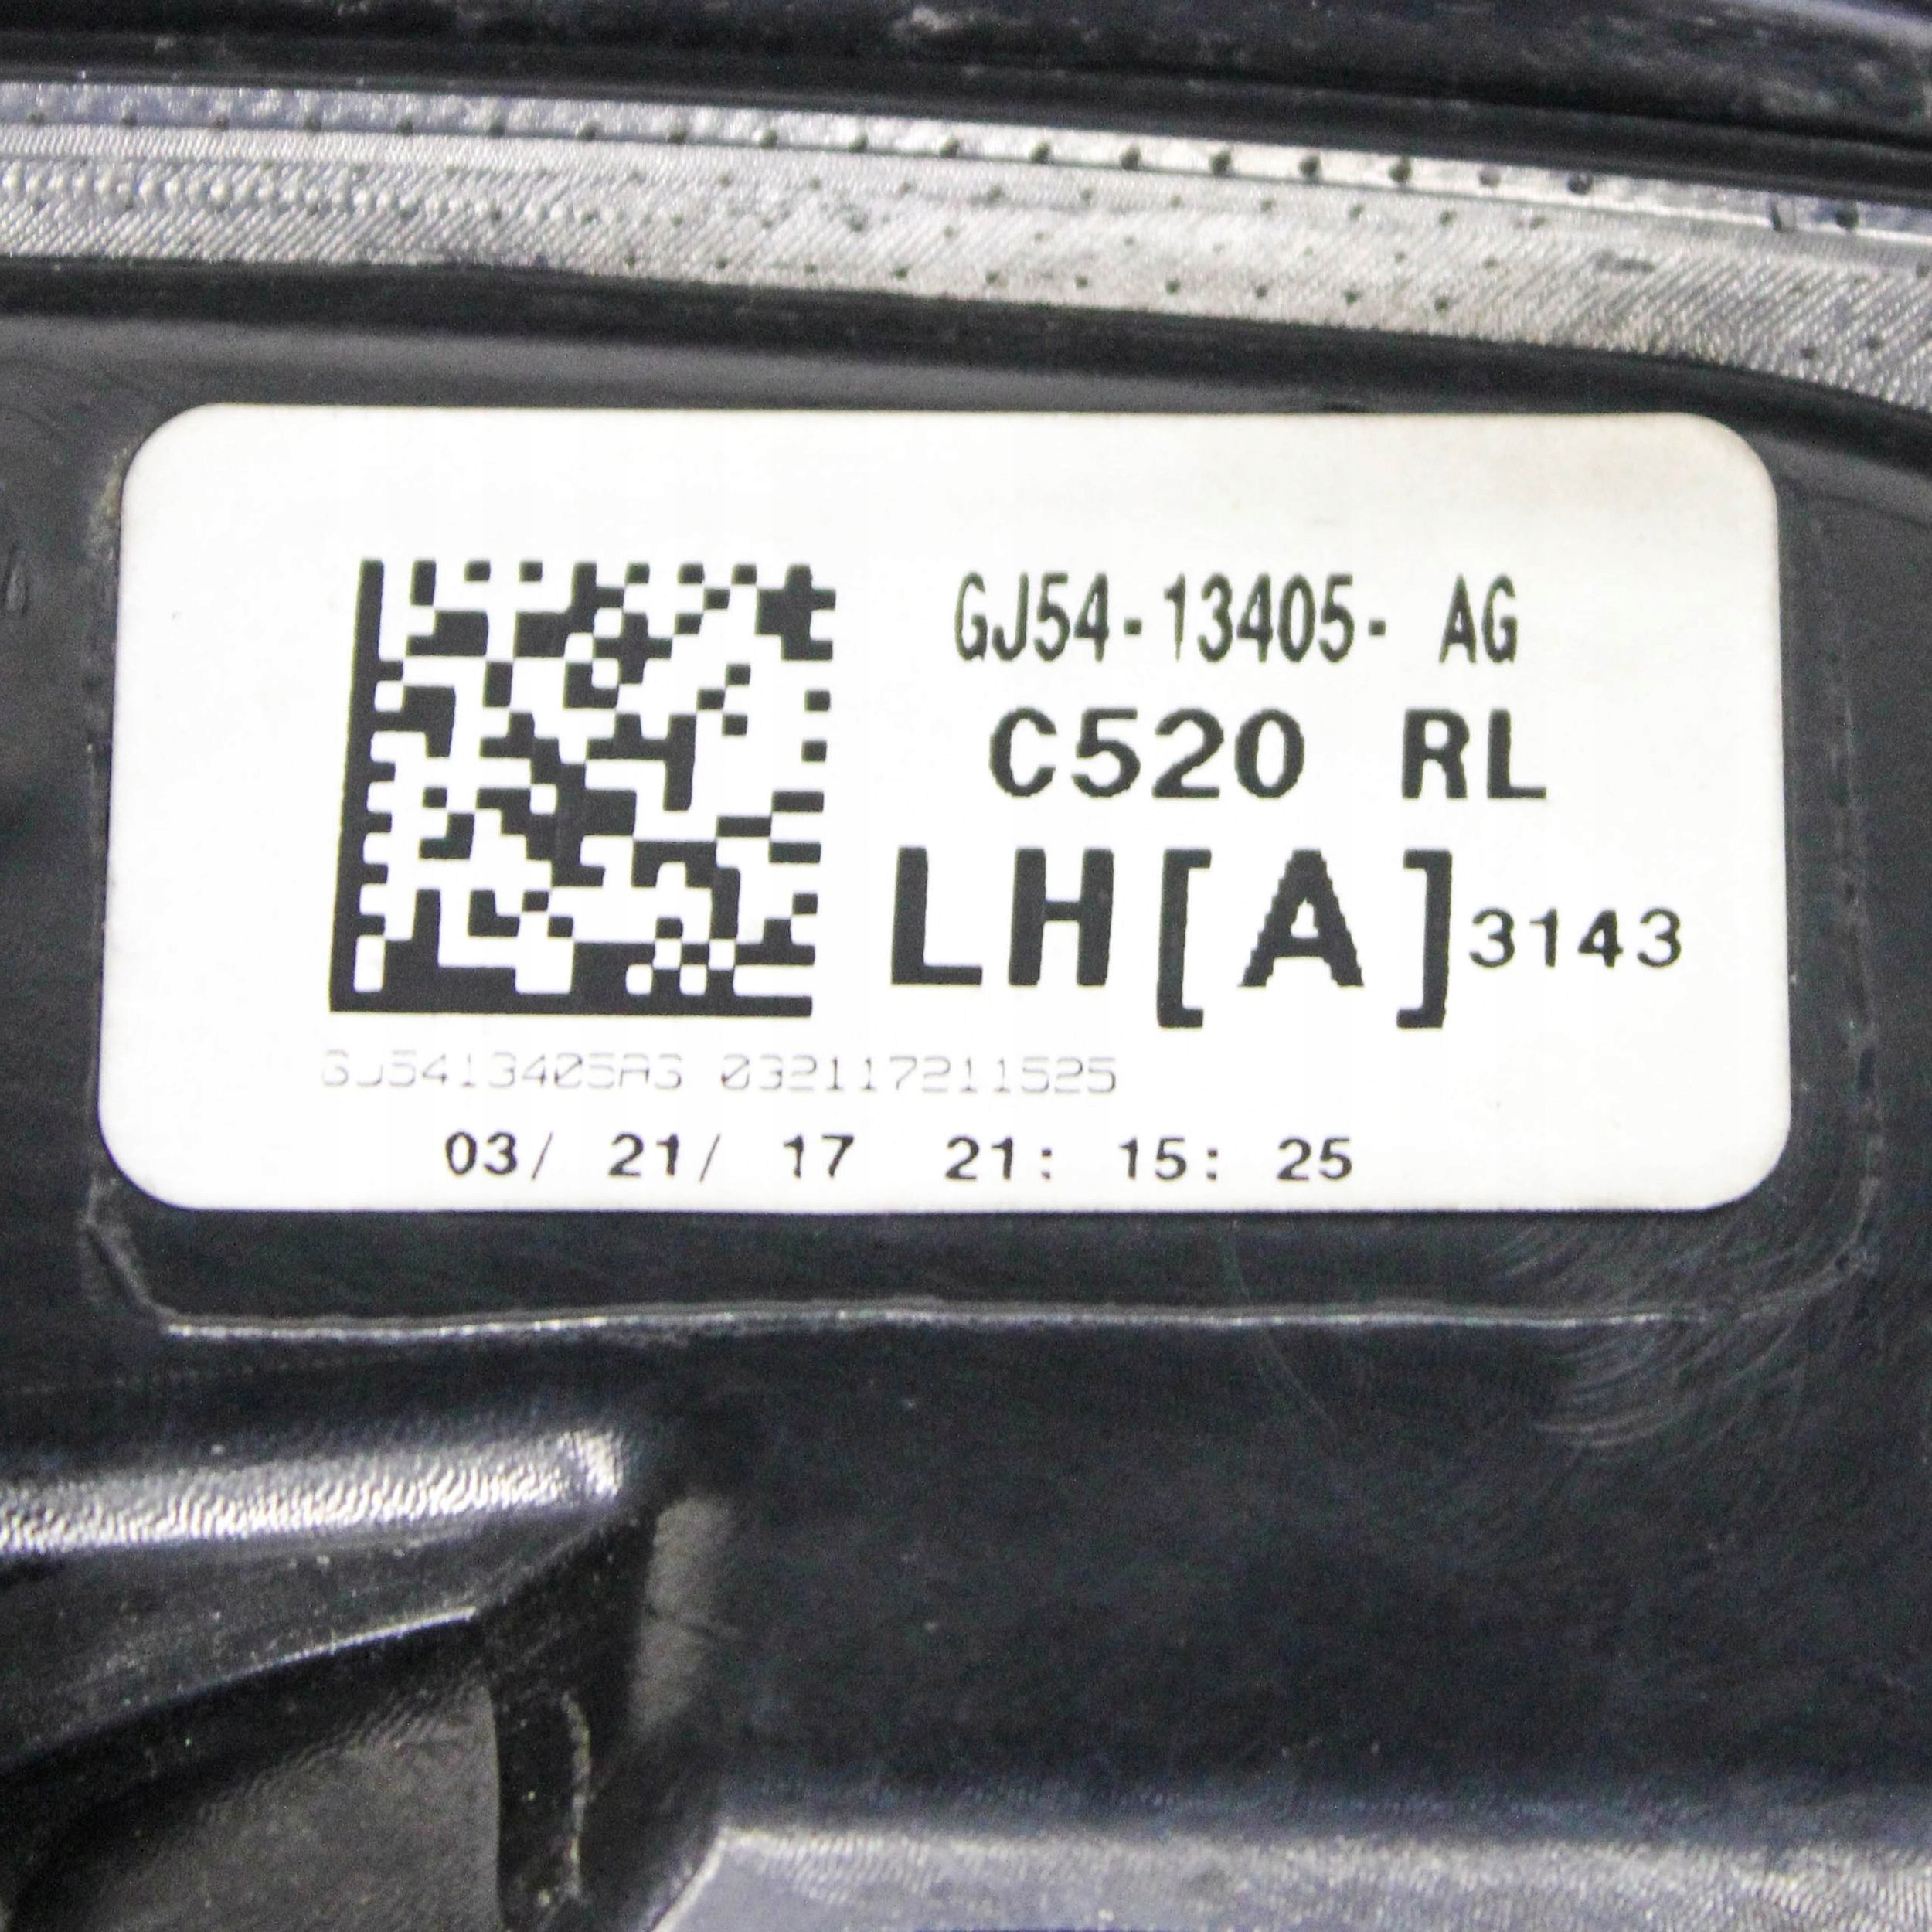 GJ54-13405- AG
C520 RL
LH[A]3143
GJ5413405AG 032117211525
03/ 21/ 17 21: 15: 25